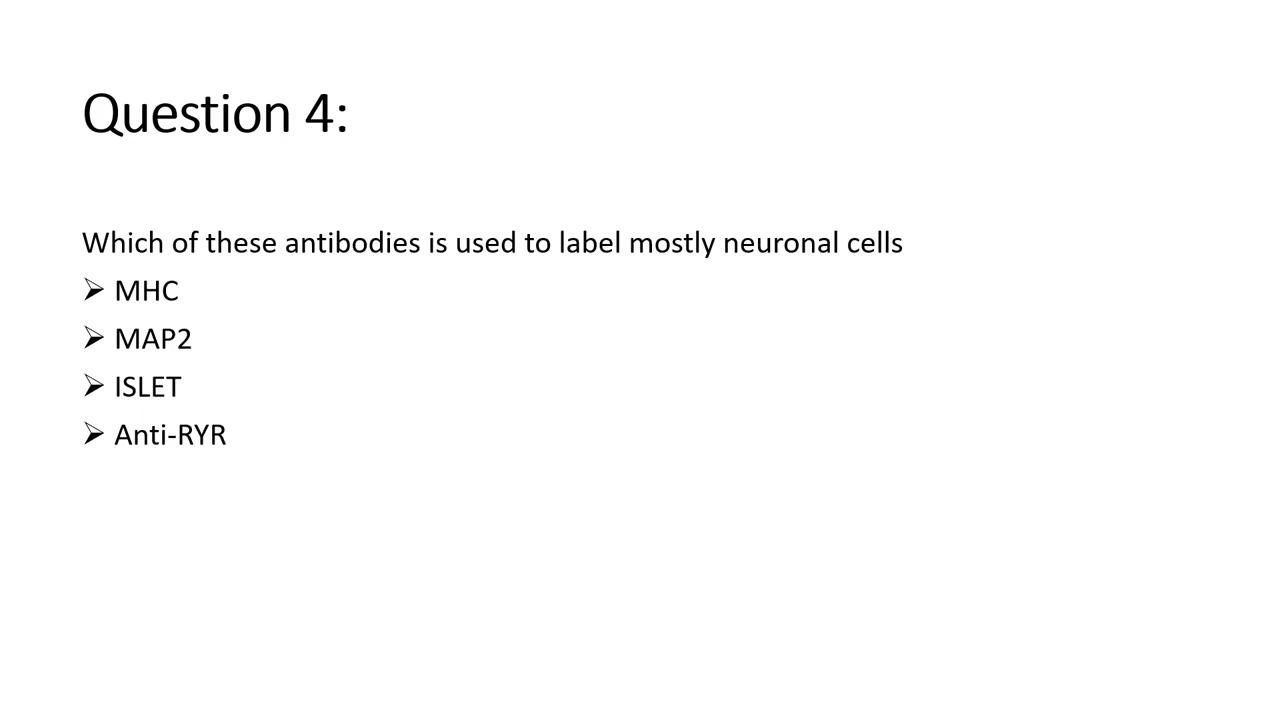 Question 4:
Which of these antibodies is used to label mostly neuronal cells
➢ MHC
➢ MAP2
➢ ISLET
➢ Anti-RYR